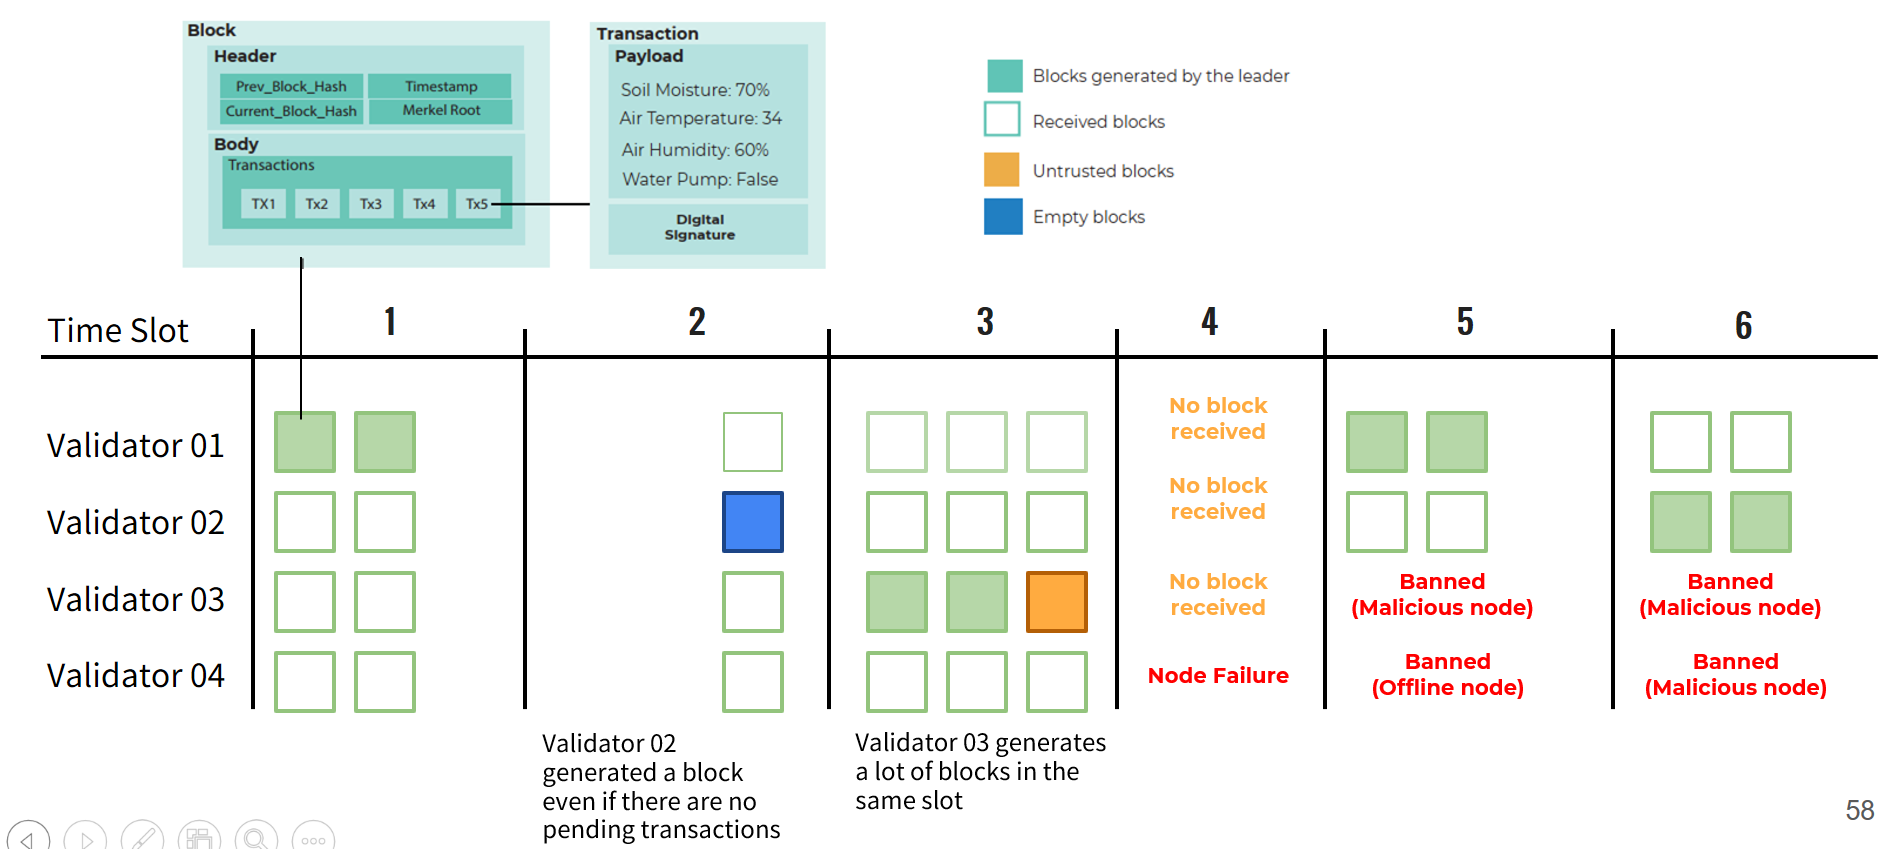 Block
Header
Prev_Block_Hash
Timestamp
Current_Block_Hash
Merkel Root
Body
Transactions
TX1
Tx2
Tx3
Tx4
Tx5
Transaction
Payload
Soil Moisture: 70%
Air Temperature: 34
Air Humidity: 60%
Water Pump: False
Digital
Signature
Blocks generated by the leader
Received blocks
Untrusted blocks
Empty blocks
Time Slot
1
2
3
4
5
6
Validator 01
No block
received
Validator 02
No block
received
Validator 03
No block
received
Banned
(Malicious node)
Banned
(Malicious node)
Validator 04
Node Failure
Banned
(Offline node)
Banned
(Malicious node)
Validator 02
generated a block
even if there are no
pending transactions
Validator 03 generates
a lot of blocks in the
same slot
58